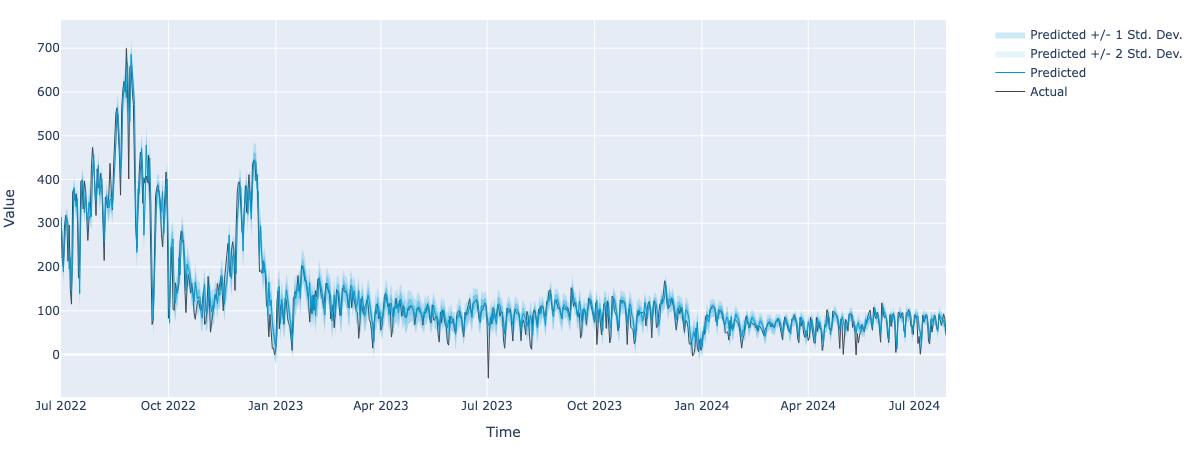 Predicted +/- 1 Std. Dev.
Predicted +/- 2 Std. Dev.
Predicted
Actual
700
600
500
400
300
200
100
0
Value
Jul 2022 Oct 2022 Jan 2023 Apr 2023 Jul 2023 Oct 2023 Jan 2024 Apr 2024 Jul 2024
Time